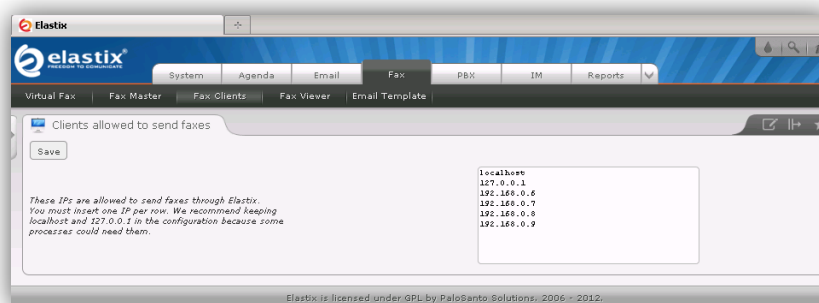 Elastix
elastix®
FREEDOM TO COMMUNICATE
System Agenda Email Fax PBX IM Reports
Virtual Fax Fax Master Fax Clients Fax Viewer Email Template
Clients allowed to send faxes
Save
These IPs are allowed to send faxes through Elastix.
You must insert one IP per row. We recommend keeping
localhost and 127.0.0.1 in the configuration because some
processes could need them.
localhost
127.0.0.1
192.168.0.6
192.168.0.7
192.168.0.8
192.168.0.9
Elastix is licensed under GPL by PaloSanto Solutions. 2006 - 2012.